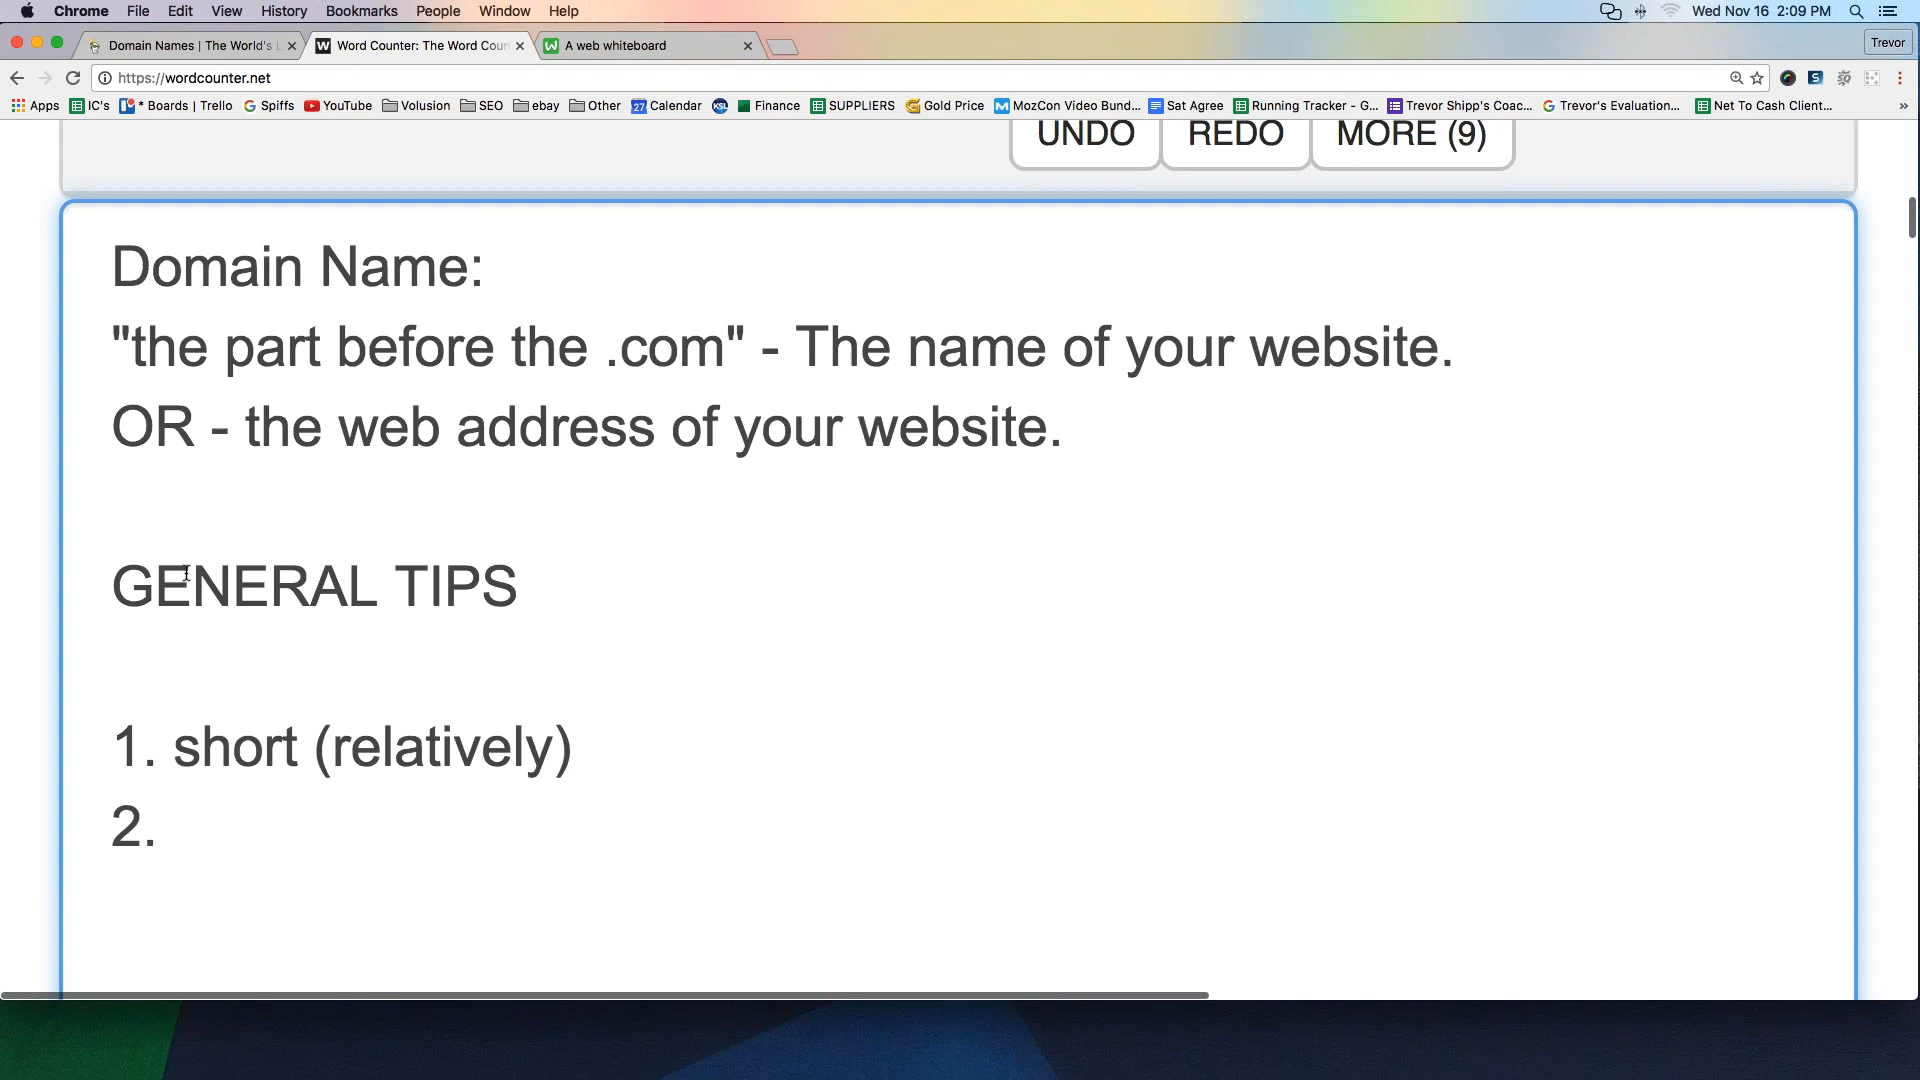 Chrome File Edit View History Bookmarks People Window Help Wed Nov 16 2:09 PM
Domain Names | The World's Word Counter: The Word Coun A web whiteboard Trevor
https://wordcounter.net
Apps IC's * Boards | Trello Spiffs YouTube Volusion SEO ebay Other 27 Calendar KSL Finance SUPPLIERS Gold Price MozCon Video Bund... Sat Agree Running Tracker - G... Trevor Shipp's Coac... Trevor's Evaluation... Net To Cash Client... »
UNDO REDO MORE (9)
Domain Name:
"the part before the .com" - The name of your website.
OR - the web address of your website.
GENERAL TIPS
1. short (relatively)
2.